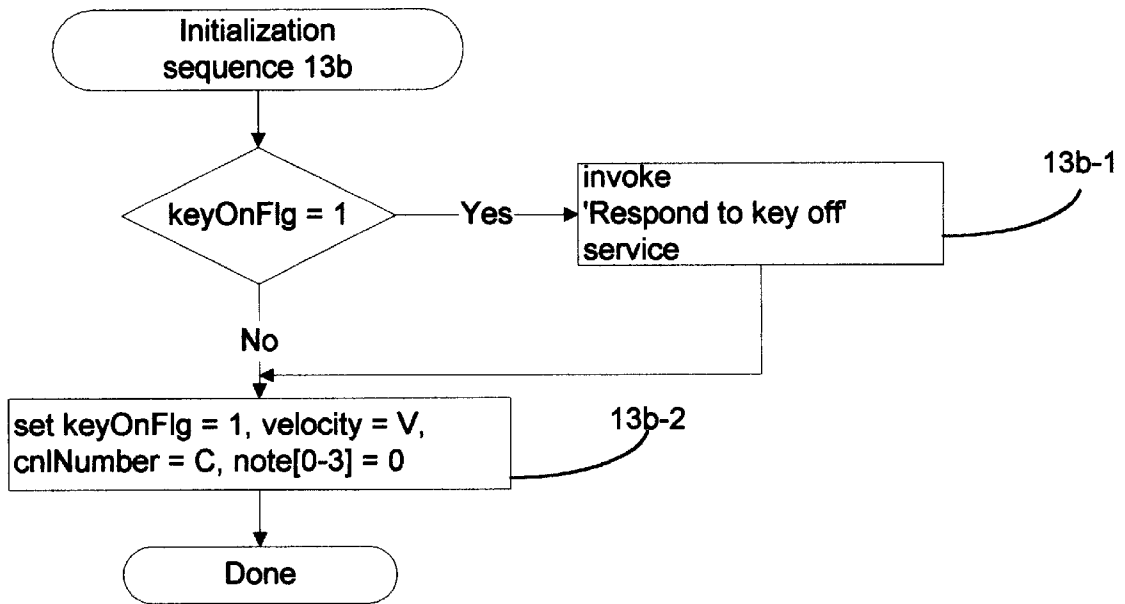 Initialization
sequence 13b
keyOnFlg = 1
Yes
invoke
'Respond to key off'
service
13b-1
No
set keyOnFlg = 1, velocity = V,
cnlNumber = C, note[0-3] = 0
13b-2
Done